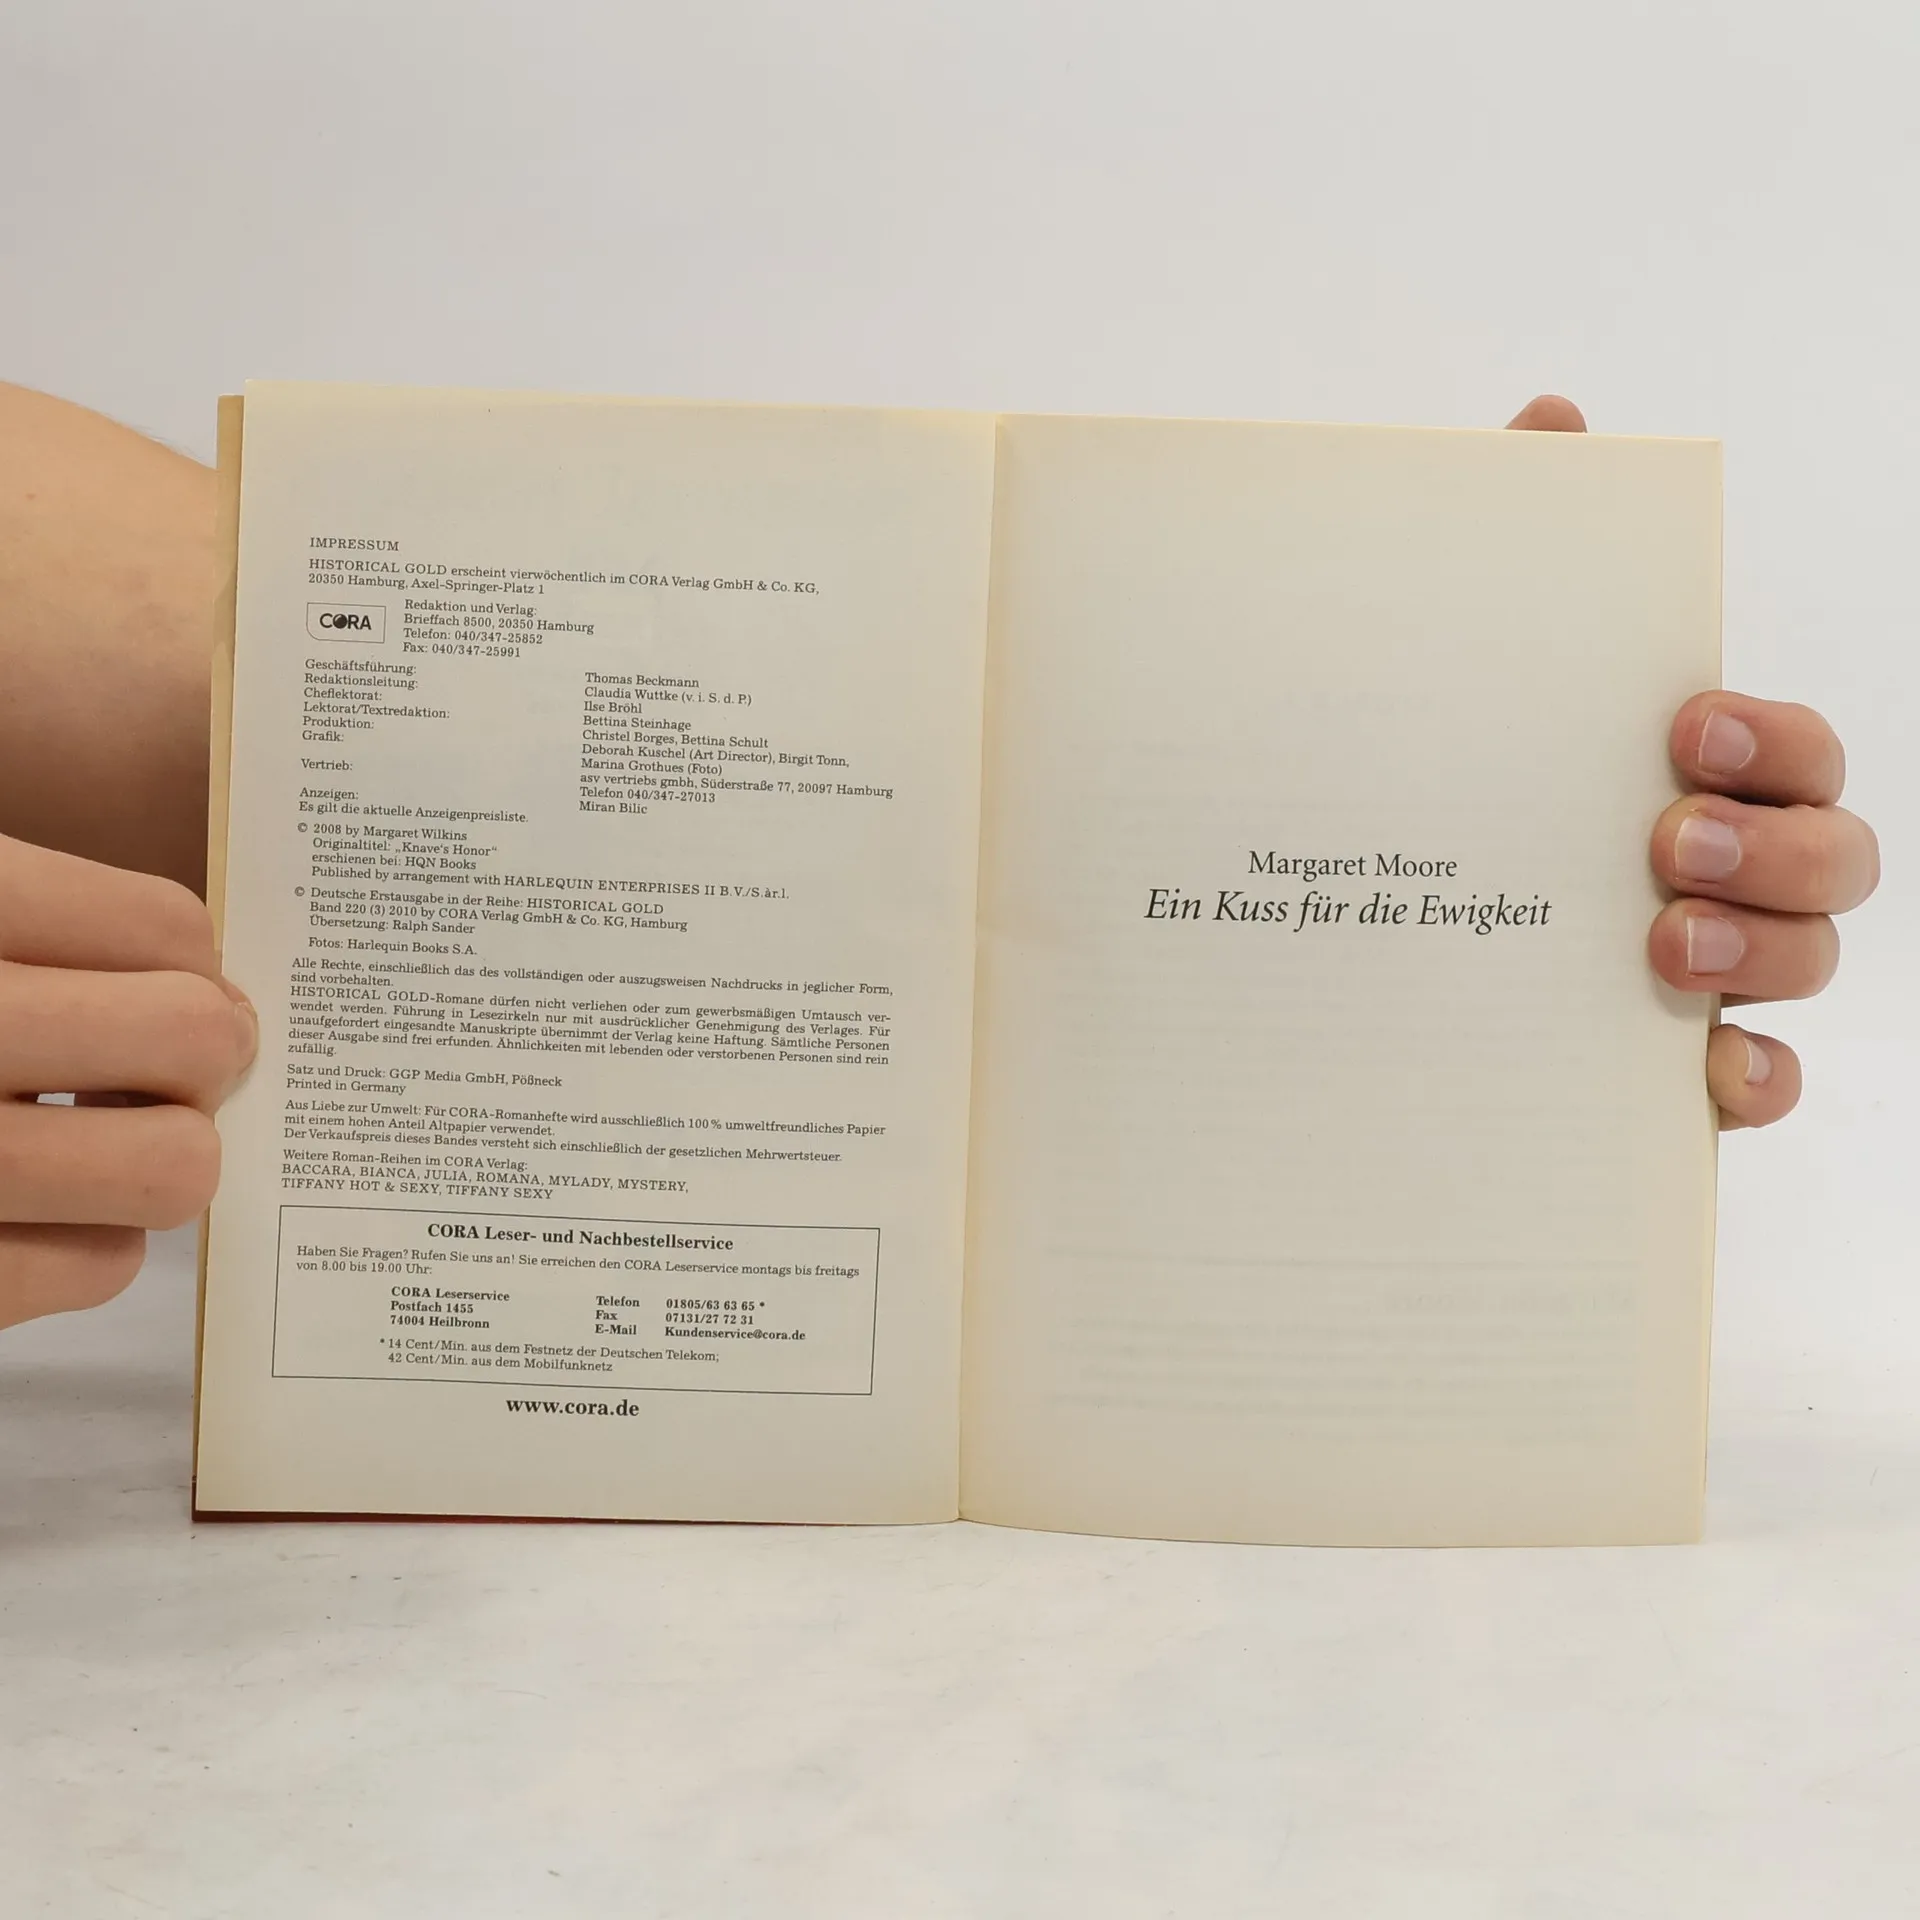 IMPRESSUM
HISTORICAL GOLD erscheint vierwöchentlich im CORA Verlag GmbH & Co. KG,
20350 Hamburg, Axel-Springer-Platz 1
CORA
Redaktion und Verlag:
Brieffach 8500, 20350 Hamburg
Telefon: 040/347-25852
Fax: 040/347-25991
Geschäftsführung:
Redaktionsleitung:
Cheflektorat:
Lektorat/Textredaktion:
Produktion:
Grafik:
Vertrieb:
Anzeigen:
Es gilt die aktuelle Anzeigenpreisliste.
Thomas Beckmann
Claudia Wuttke (v. i. S. d. P.)
Ilse Bröhl
Bettina Steinhage
Christel Borges, Bettina Schult
Deborah Kuschel (Art Director), Birgit Tonn,
Marina Grothues (Foto)
asv vertriebs gmbh, Süderstraße 77, 20097 Hamburg
Telefon 040/347-27013
Miran Bilic
© 2008 by Margaret Wilkins
Originaltitel: „Knave's Honor“
erschienen bei: HQN Books
Published by arrangement with HARLEQUIN ENTERPRISES II B.V./S.àr.l.
© Deutsche Erstausgabe in der Reihe: HISTORICAL GOLD
Band 220 (3) 2010 by CORA Verlag GmbH & Co. KG, Hamburg
Übersetzung: Ralph Sander
Fotos: Harlequin Books S.A.
Alle Rechte, einschließlich das des vollständigen oder auszugsweisen Nachdrucks in jeglicher Form,
sind vorbehalten.
HISTORICAL GOLD-Romane dürfen nicht verliehen oder zum gewerbsmäßigen Umtausch ver-
wendet werden. Führung in Lesezirkeln nur mit ausdrücklicher Genehmigung des Verlages. Für
unaufgefordert eingesandte Manuskripte übernimmt der Verlag keine Haftung. Sämtliche Personen
dieser Ausgabe sind frei erfunden. Ähnlichkeiten mit lebenden oder verstorbenen Personen sind rein
zufällig.
Satz und Druck: GGP Media GmbH, Pößneck
Printed in Germany
Aus Liebe zur Umwelt: Für CORA-Romanhefte wird ausschließlich 100 % umweltfreundliches Papier
mit einem hohen Anteil Altpapier verwendet.
Der Verkaufspreis dieses Bandes versteht sich einschließlich der gesetzlichen Mehrwertsteuer.
Weitere Roman-Reihen im CORA Verlag:
BACCARA, BIANCA, JULIA, ROMANA, MYLADY, MYSTERY,
TIFFANY HOT & SEXY, TIFFANY SEXY
CORA Leser- und Nachbestellservice
Haben Sie Fragen? Rufen Sie uns an! Sie erreichen den CORA Leserservice montags bis freitags
von 8.00 bis 19.00 Uhr:
CORA Leserservice
Postfach 1455
74004 Heilbronn
Telefon 01805/63 63 65 *
Fax 07131/27 72 31
E-Mail Kundenservice@cora.de
* 14 Cent/Min. aus dem Festnetz der Deutschen Telekom;
42 Cent/Min. aus dem Mobilfunknetz
www.cora.de
Margaret Moore
Ein Kuss für die Ewigkeit